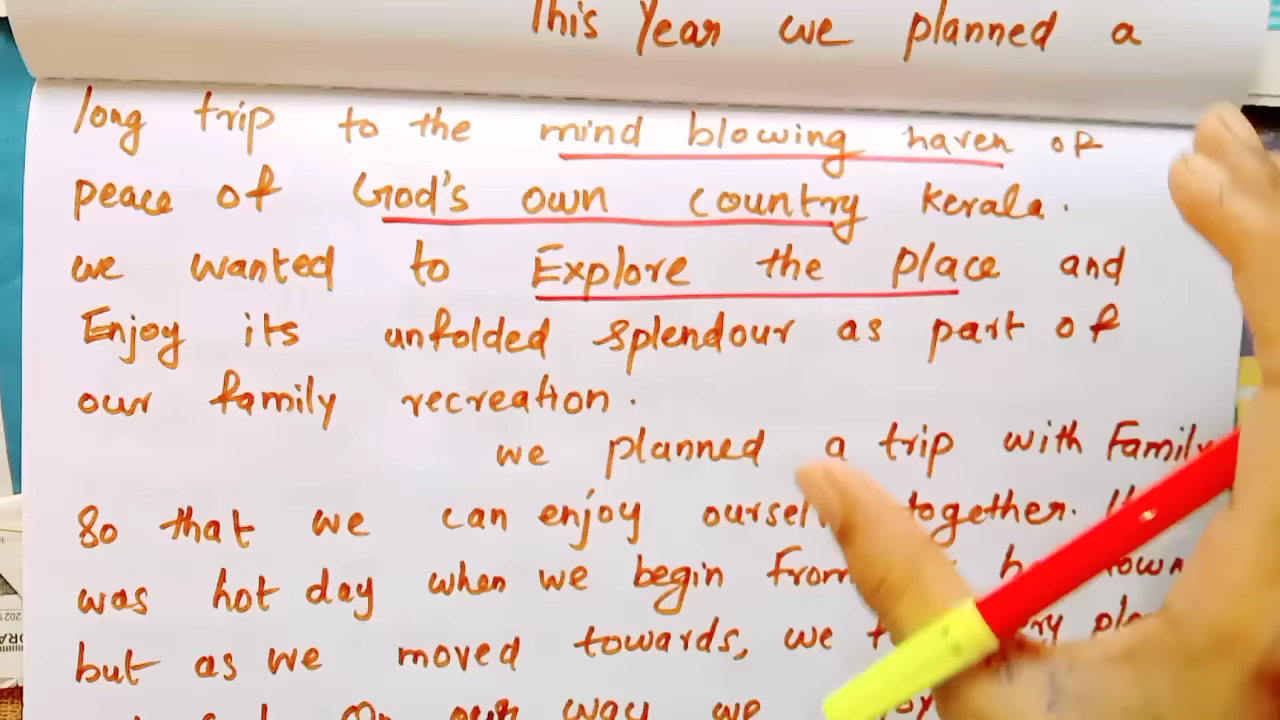 This Year we planned a
long trip to the mind blowing haven of
peace of God's own country Kerala.
we wanted to Explore the place and
Enjoy its unfolded splendour as part of
our family recreation.
we planned a trip with Family
So that we can enjoy together.
was hot day when we begin from
but as we moved towards, we
our way we